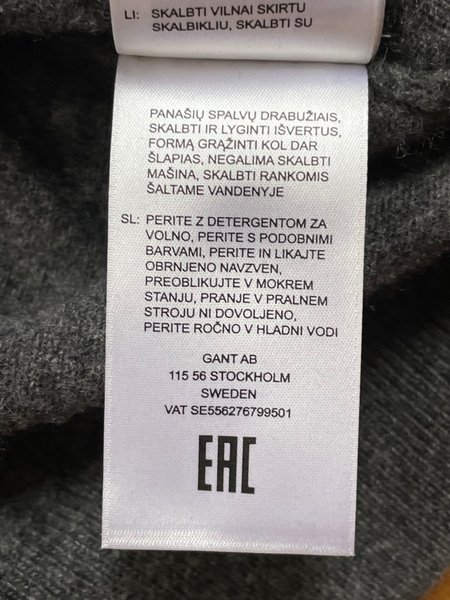 LI: SKALBTI VILNAI SKIRTU
SKALBIKLIU, SKALBTI SU
PANAŠIŲ SPALVŲ DRABUŽIAIS,
SKALBTI IR LYGINTI IŠVERTUS,
FORMĄ GRĄŽINTI KOL DAR
ŠLAPIAS, NEGALIMA SKALBTI
MAŠINA, SKALBTI RANKOMIS
ŠALTAME VANDENYJE
SL: PERITE Z DETERGENTOM ZA
VOLNO, PERITE S PODOBNIMI
BARVAMI, PERITE IN LIKAJTE
OBRNJENO NAVZVEN,
PREOBLIKUJTE V MOKREM
STANJU, PRANJE V PRALNEM
STROJU NI DOVOLJENO,
PERITE ROČNO V HLADNI VODI
GANT AB
115 56 STOCKHOLM
SWEDEN
VAT SE556276799501
EAC